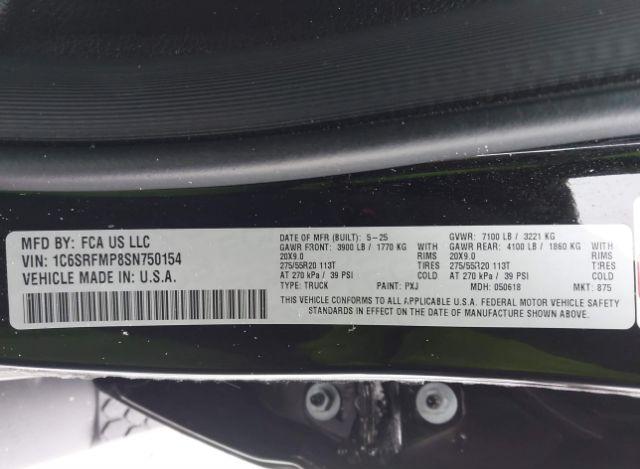 MFD BY: FCA US LLC
VIN: 1C6SRFMP8SN750154
VEHICLE MADE IN U.S.A.
DATE OF MFR (BUILT): 5-25 GVWR: 7100 LB / 3221 KG
GAWR FRONT: 3900 LB / 1770 KG WITH GAWR REAR: 4100 LB / 1860 KG WITH
20X9.0 RIMS 20X9.0 RIMS
275/55R20 113T TIRES 275/55R20 113T TIRES
AT 270 kPa / 39 PSI COLD AT 270 kPa / 39 PSI COLD
TYPE: TRUCK PAINT: PXJ MDH: 050618 MKT: 875
THIS VEHICLE CONFORMS TO ALL APPLICABLE U.S.A. FEDERAL MOTOR VEHICLE SAFETY
STANDARDS IN EFFECT ON THE DATE OF MANUFACTURE SHOWN ABOVE.